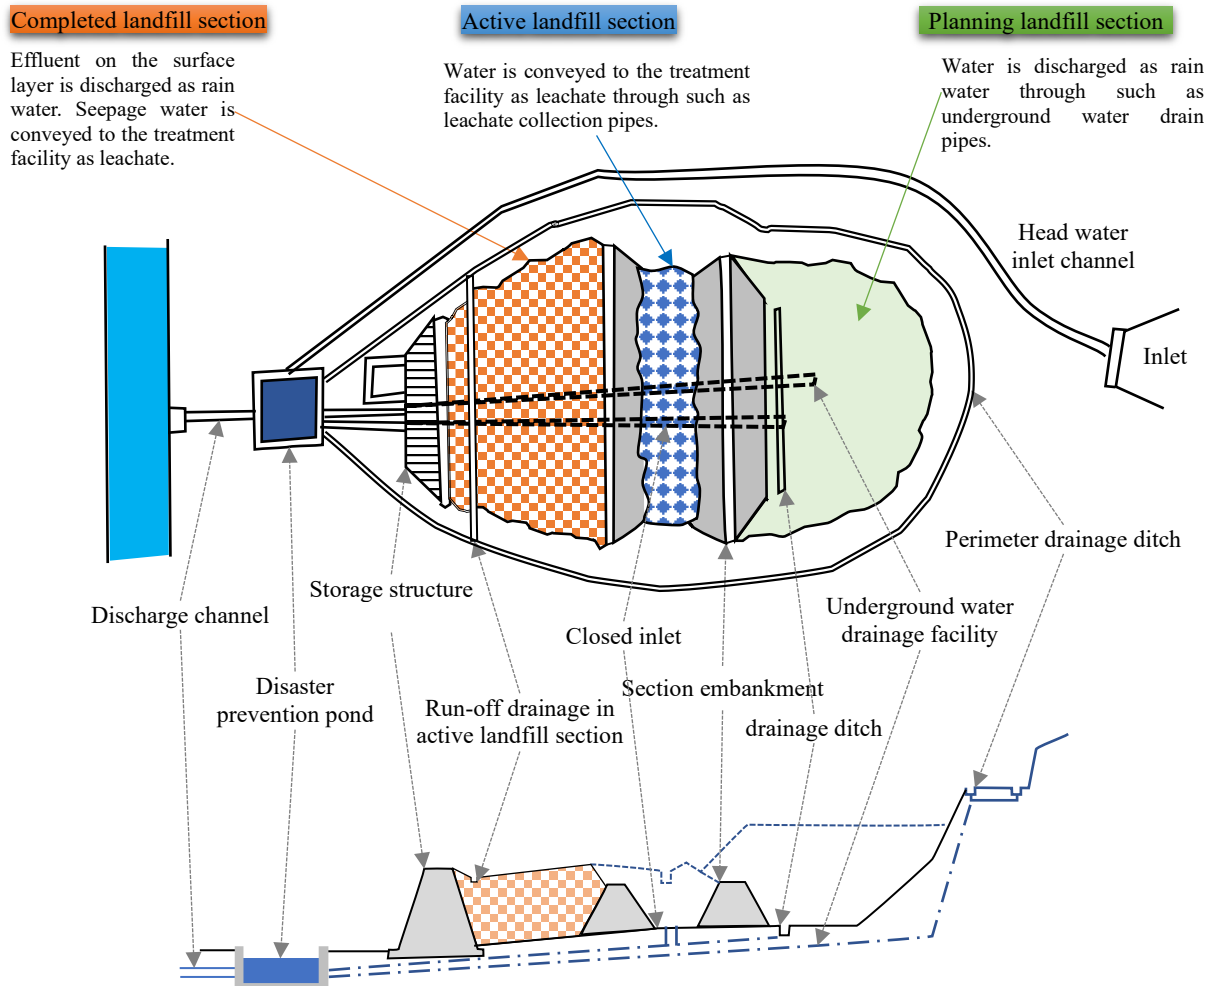 Completed landfill section
Active landfill section
Planning landfill section
Effluent on the surface
layer is discharged as rain
water. Seepage water is
conveyed to the treatment
facility as leachate.
Water is conveyed to the treatment
facility as leachate through such as
leachate collection pipes.
Water is discharged as rain
water through such as
underground water drain
pipes.
Head water
inlet channel
Inlet
Perimeter drainage ditch
Storage structure
Discharge channel
Underground water
drainage facility
Closed inlet
Disaster
prevention pond
Section embankment
Run-off drainage in
active landfill section
drainage ditch